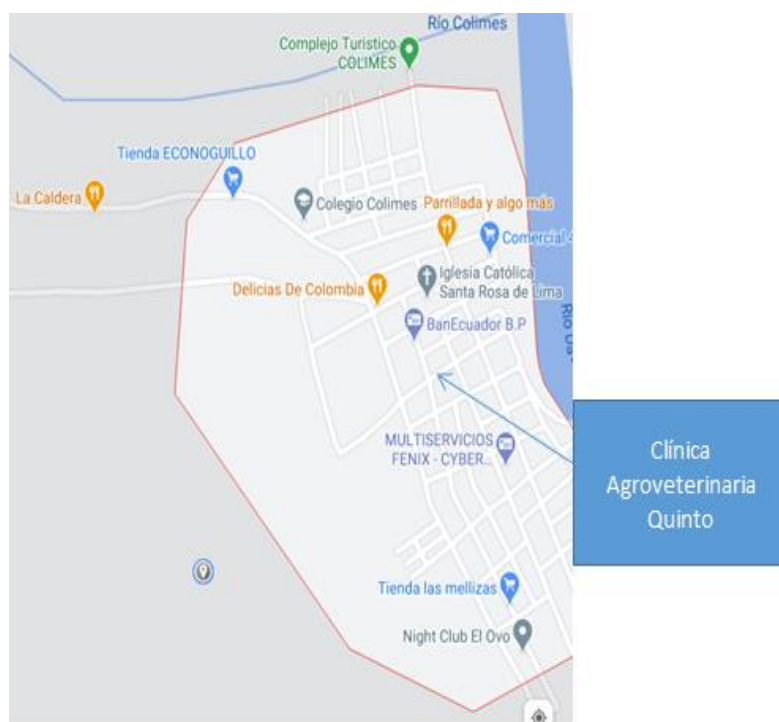 Río Colimes
Complejo Turístico
COLIMES
Tienda ECONOGUILLO
La Caldera
Colegio Colimes
Parrillada y algo más
Comercial
Iglesia Católica
Santa Rosa de Lima
Delicias De Colombia
BanEcuador B.P
Río
MULTISERVICIOS
FENIX - CYBER...
Clínica
Agroveterinaria
Quinto
Tienda las mellizas
Night Club El Ovo